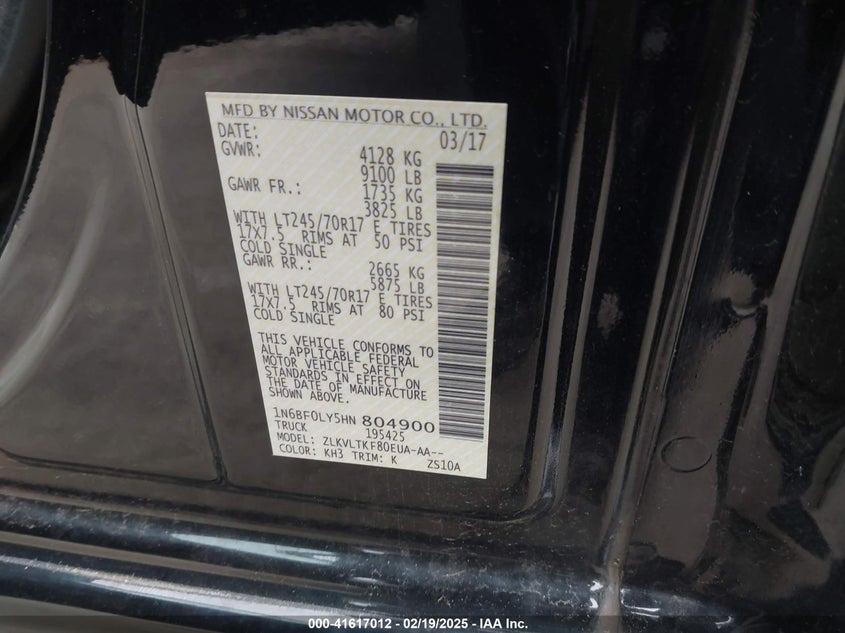 MFD BY NISSAN MOTOR CO., LTD.
DATE: 03/17
GVWR: 4128 KG
9100 LB
GAWR FR.: 1735 KG
3825 LB
WITH LT245/70R17 E TIRES
17X7.5 RIMS AT 50 PSI
COLD SINGLE
GAWR RR.: 2665 KG
5875 LB
WITH LT245/70R17 E TIRES
17X7.5 RIMS AT 80 PSI
COLD SINGLE
THIS VEHICLE CONFORMS TO
ALL APPLICABLE FEDERAL
MOTOR VEHICLE SAFETY
STANDARDS IN EFFECT ON
THE DATE OF MANUFACTURE
SHOWN ABOVE.
1N6BF0LY5HN 804900
TRUCK 195425
MODEL: ZLKVLTKF80EUA-AA--
COLOR: KH3 TRIM: K ZS10A
000-41617012 — 02/19/2025 — IAA Inc.